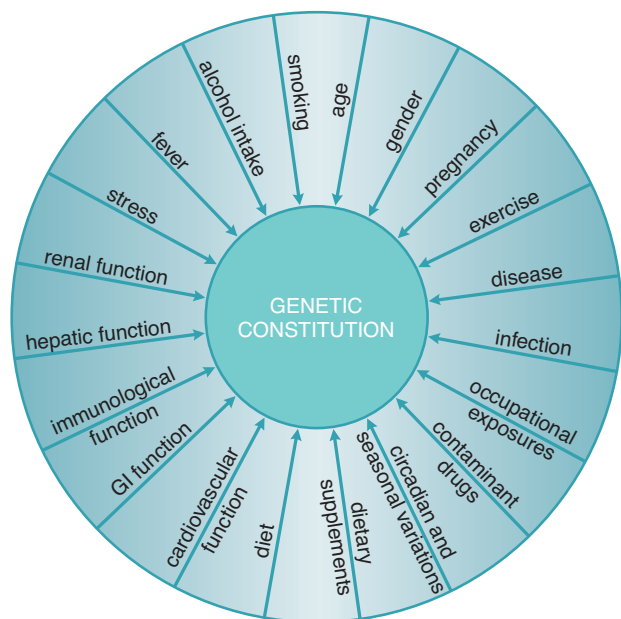 GENETIC
CONSTITUTION
smoking
age
gender
pregnancy
exercise
disease
infection
occupational
exposures
contaminant
drugs
circadian and
seasonal variations
dietary
supplements
diet
cardiovascular
function
GI function
immunological
function
hepatic function
renal function
stress
fever
alcohol intake